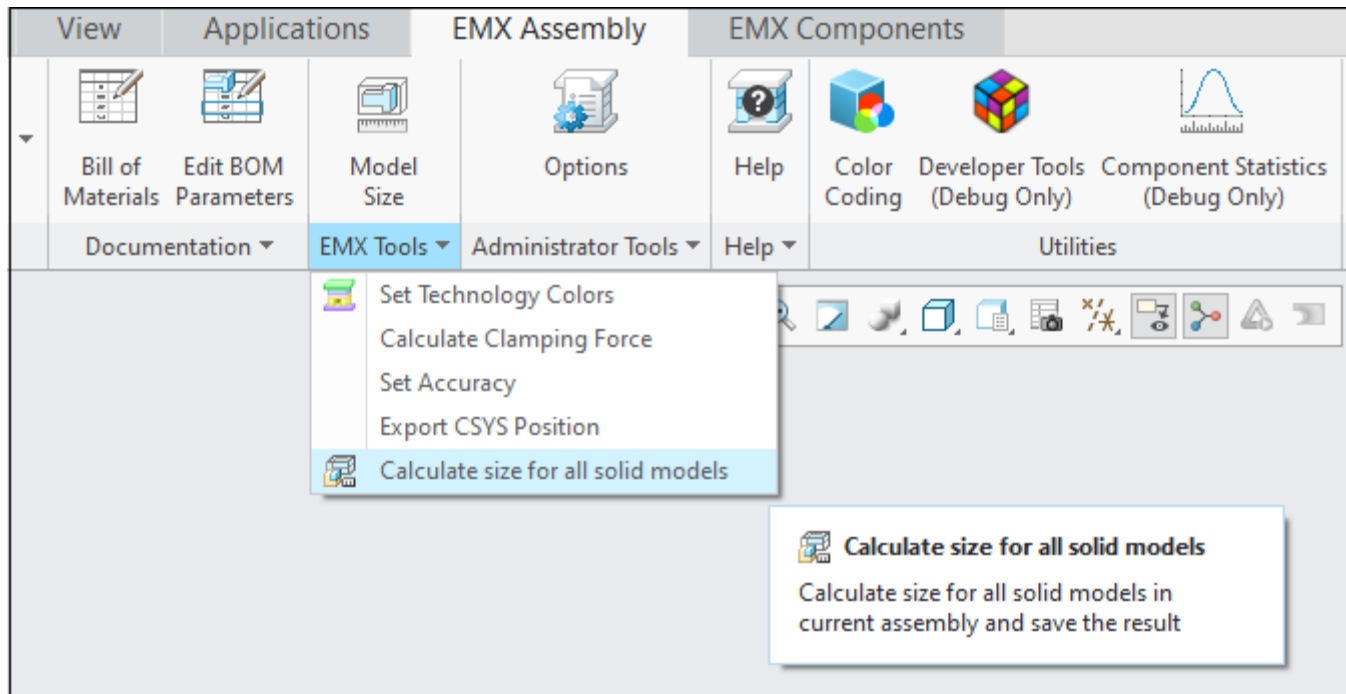 View Applications EMX Assembly EMX Components
Bill of Materials
Edit BOM Parameters
Model Size
Options
Help
Color Coding
Developer Tools (Debug Only)
Component Statistics (Debug Only)
Documentation EMX Tools Administrator Tools Help Utilities
Set Technology Colors
Calculate Clamping Force
Set Accuracy
Export CSYS Position
Calculate size for all solid models
Calculate size for all solid models
Calculate size for all solid models in
current assembly and save the result